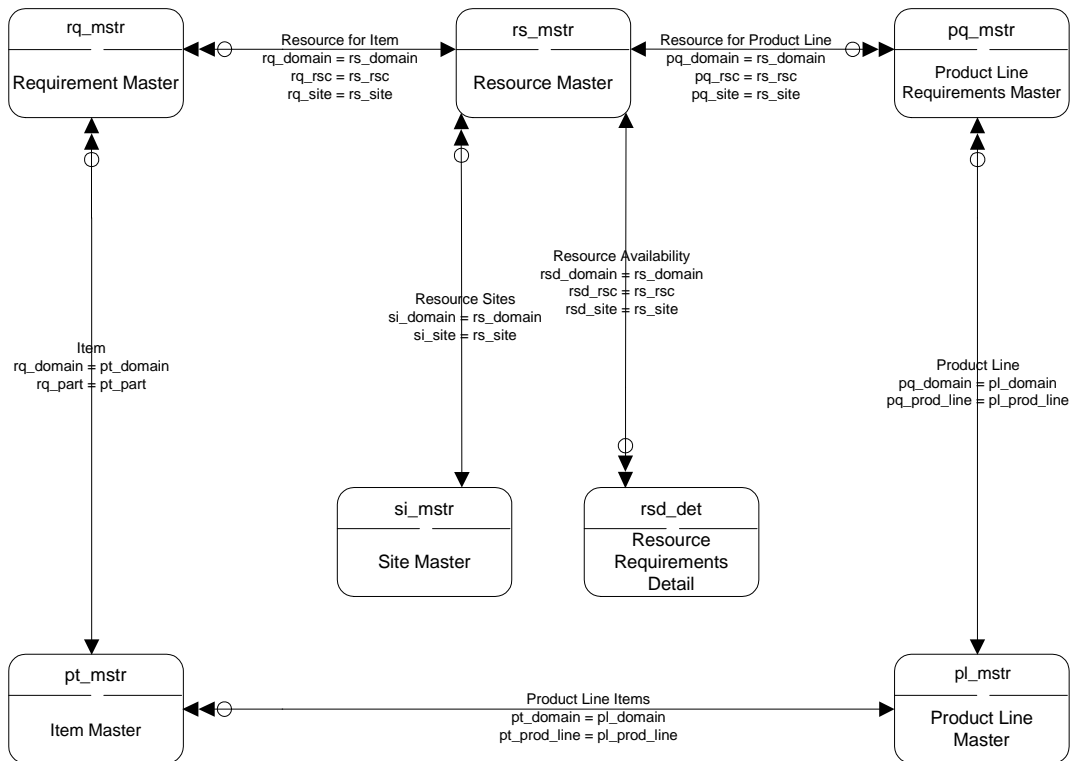 rq_mstr
Requirement Master
Resource for Item
rq_domain = rs_domain
rq_rsc = rs_rsc
rq_site = rs_site
rs_mstr
Resource Master
Resource for Product Line
pq_domain = rs_domain
pq_rsc = rs_rsc
pq_site = rs_site
pq_mstr
Product Line
Requirements Master
Resource Availability
rsd_domain = rs_domain
rsd_rsc = rs_rsc
rsd_site = rs_site
Resource Sites
si_domain = rs_domain
si_site = rs_site
Item
rq_domain = pt_domain
rq_part = pt_part
Product Line
pq_domain = pl_domain
pq_prod_line = pl_prod_line
si_mstr
Site Master
rsd_det
Resource
Requirements
Detail
pt_mstr
Item Master
Product Line Items
pt_domain = pl_domain
pt_prod_line = pl_prod_line
pl_mstr
Product Line
Master